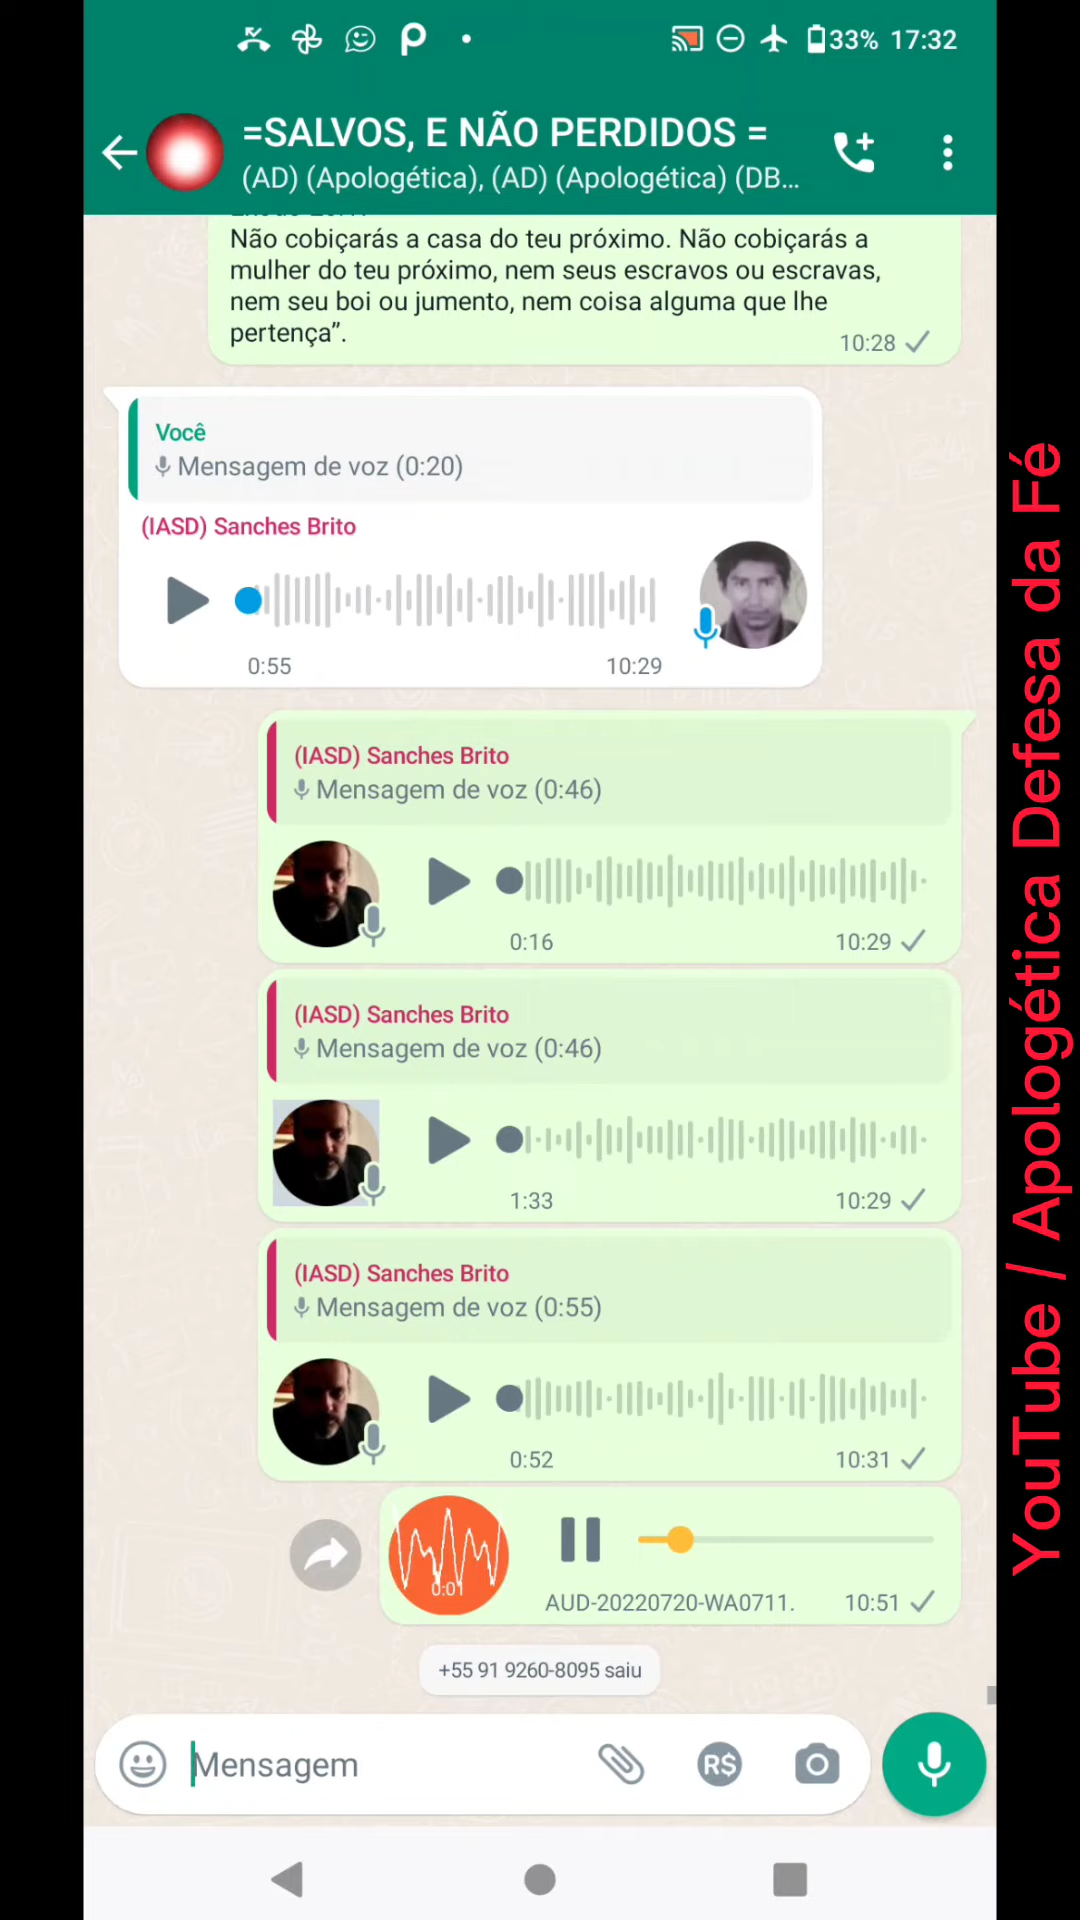 33% 17:32
=SALVOS, E NÃO PERDIDOS =
(AD) (Apologética), (AD) (Apologética) (DB...
Não cobiçarás a casa do teu próximo. Não cobiçarás a
mulher do teu próximo, nem seus escravos ou escravas,
nem seu boi ou jumento, nem coisa alguma que lhe
pertença”.
10:28
Você
Mensagem de voz (0:20)
(IASD) Sanches Brito
0:55 10:29
(IASD) Sanches Brito
Mensagem de voz (0:46)
0:16 10:29
(IASD) Sanches Brito
Mensagem de voz (0:46)
1:33 10:29
(IASD) Sanches Brito
Mensagem de voz (0:55)
0:52 10:31
0:01
AUD-20220720-WA0711. 10:51
+55 91 9260-8095 saiu
Mensagem
R$
YouTube / Apologética Defesa da Fé